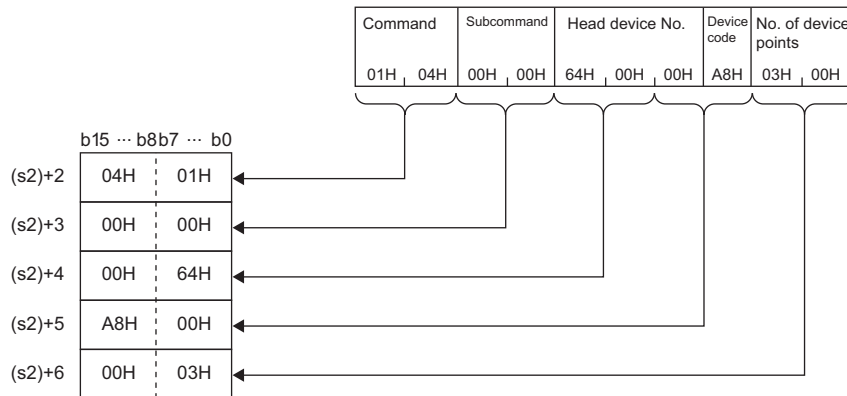 Command Subcommand Head device No. Device code No. of device points
01H 04H 00H 00H 64H 00H 00H A8H 03H 00H
b15 ··· b8 b7 ··· b0
(s2)+2 04H 01H
(s2)+3 00H 00H
(s2)+4 00H 64H
(s2)+5 A8H 00H
(s2)+6 00H 03H